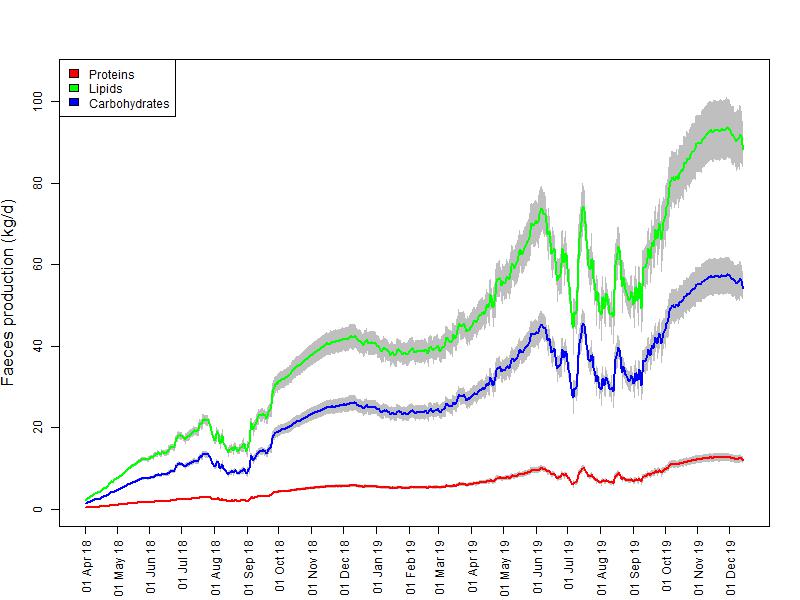 Proteins
Lipids
Carbohydrates
Faeces production (kg/d)
100
80
60
40
20
0
01 Apr 18
01 May 18
01 Jun 18
01 Jul 18
01 Aug 18
01 Sep 18
01 Oct 18
01 Nov 18
01 Dec 18
01 Jan 19
01 Feb 19
01 Mar 19
01 Apr 19
01 May 19
01 Jun 19
01 Jul 19
01 Aug 19
01 Sep 19
01 Oct 19
01 Nov 19
01 Dec 19